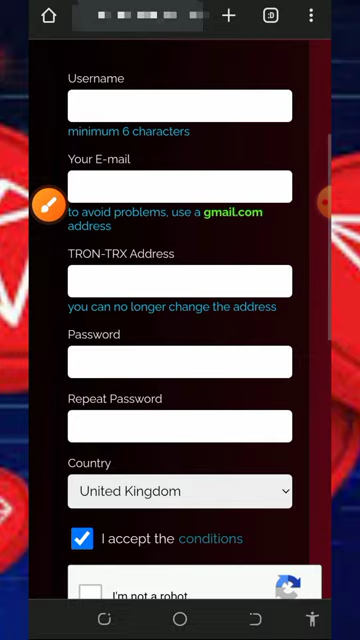 :D
Username
minimum 6 characters
Your E-mail
to avoid problems, use a gmail.com
address
TRON-TRX Address
you can no longer change the address
Password
Repeat Password
Country
United Kingdom
I accept the conditions
I'm not a robot